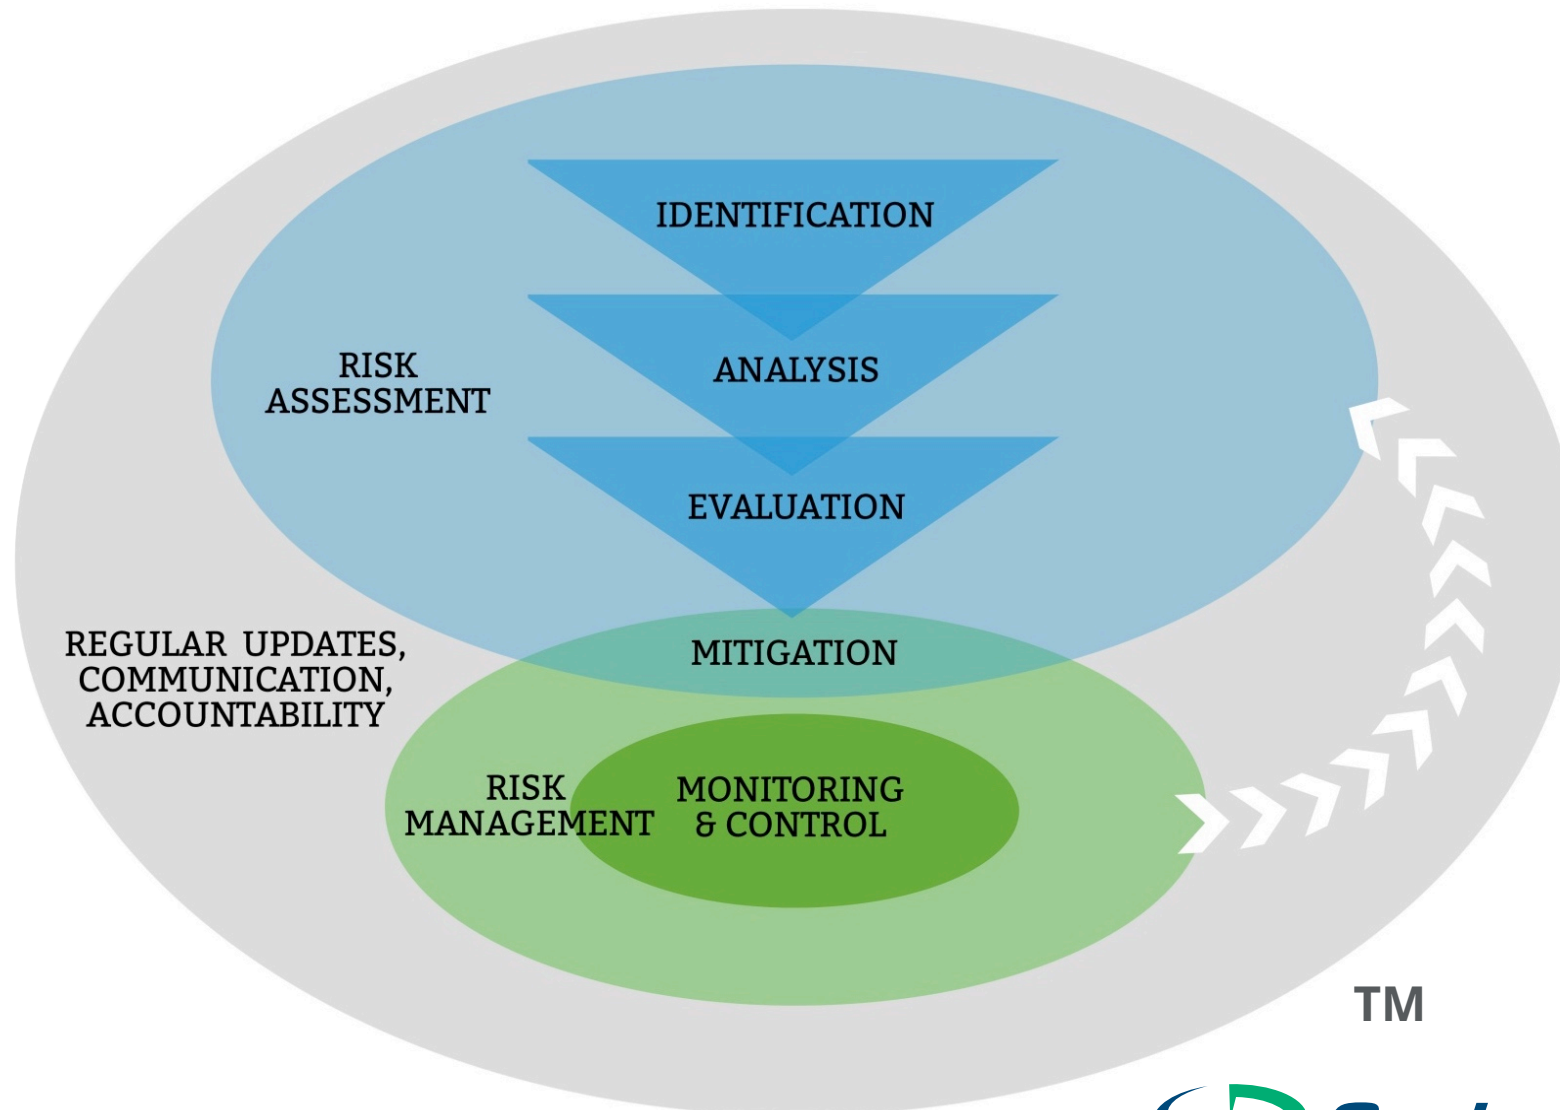 IDENTIFICATION
RISK
ASSESSMENT
ANALYSIS
EVALUATION
REGULAR UPDATES,
COMMUNICATION,
ACCOUNTABILITY
MITIGATION
RISK
MANAGEMENT
MONITORING
& CONTROL
TM